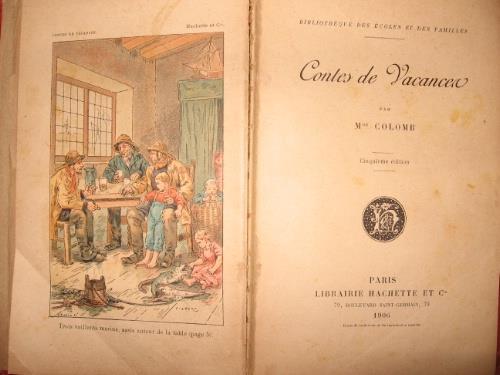 CONTES DE VACANCES.
Hachette et Cie.
Trois vieillards marins, assis autour de la table (page 5).
BIBLIOTHÈQUE DES ÉCOLES ET DES FAMILLES
Contes de Vacances
PAR
Mme COLOMB
Cinquième édition
H
PARIS
LIBRAIRIE HACHETTE ET Cie
79, BOULEVARD SAINT-GERMAIN, 79
1906